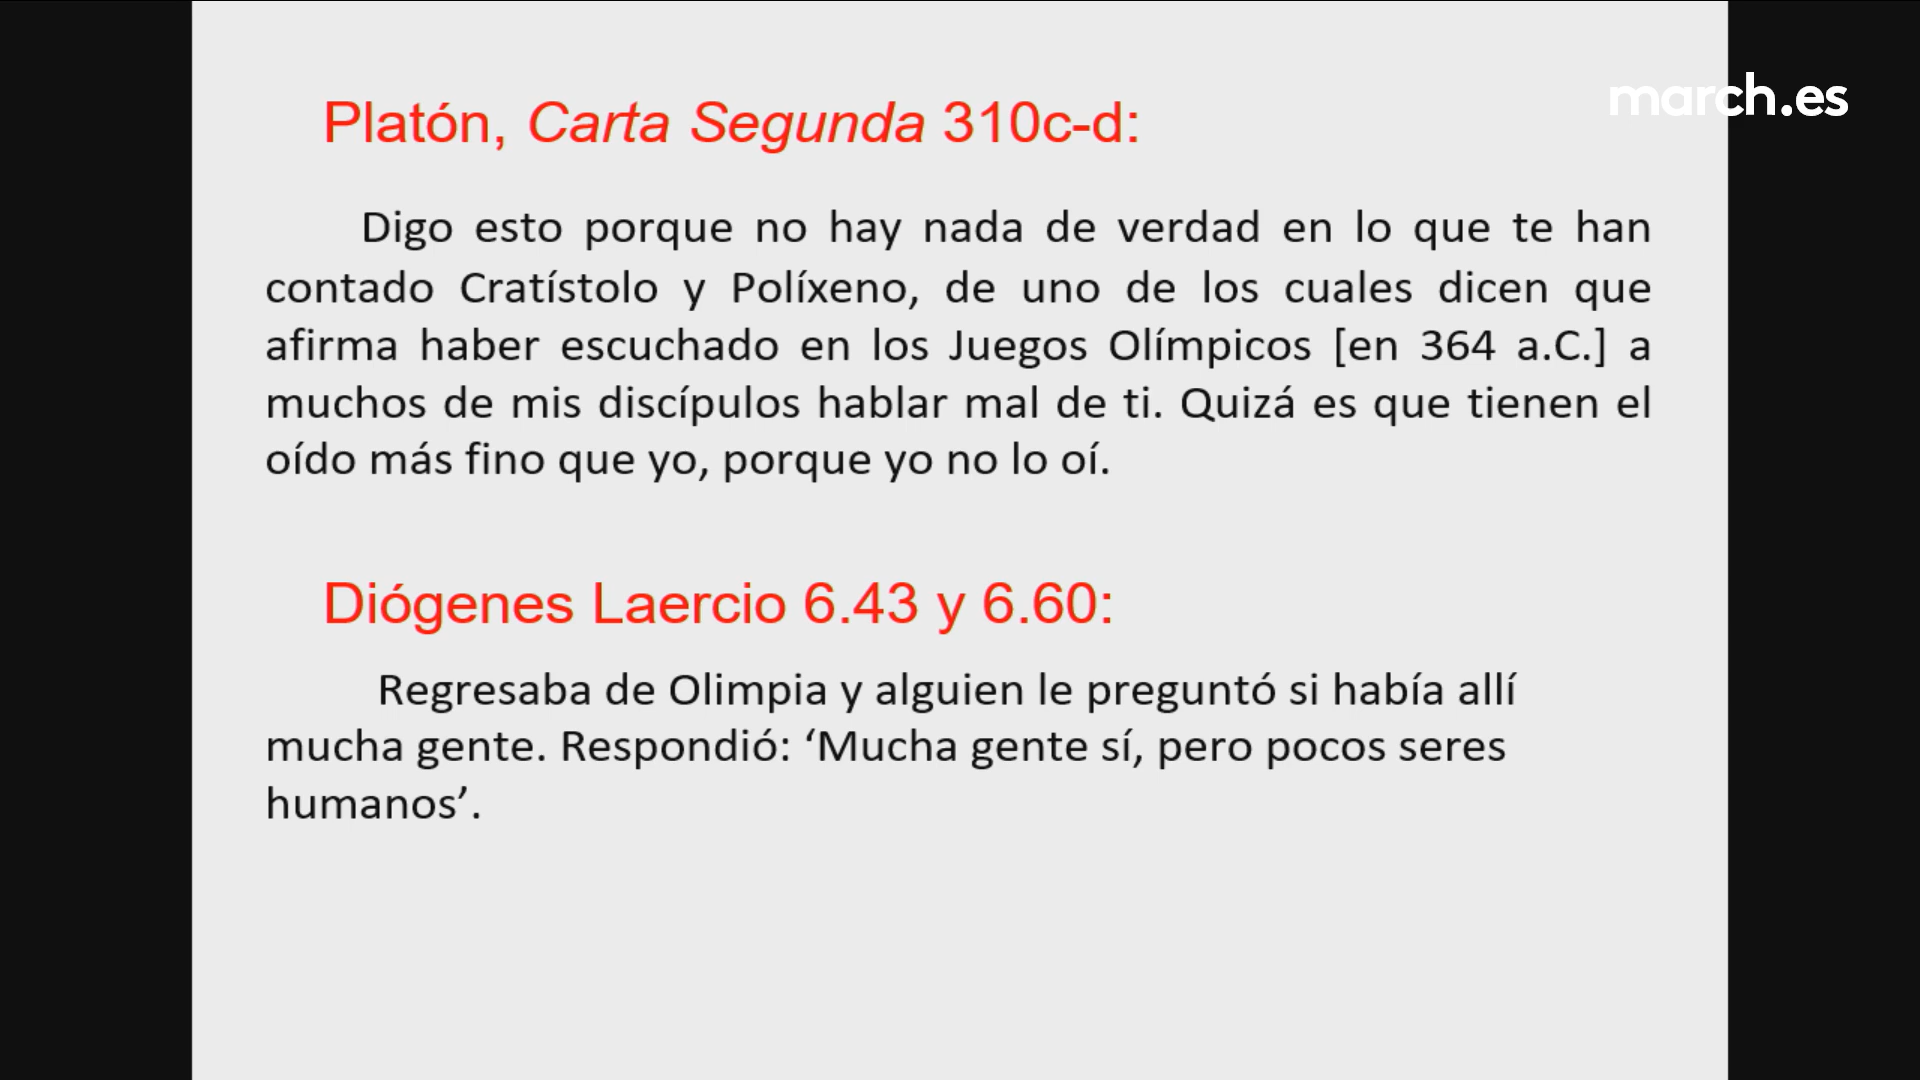 march.es
Platón, Carta Segunda 310c-d:
Digo esto porque no hay nada de verdad en lo que te han
contado Cratístolo y Políxeno, de uno de los cuales dicen que
afirma haber escuchado en los Juegos Olímpicos [en 364 a.C.] a
muchos de mis discípulos hablar mal de ti. Quizá es que tienen el
oído más fino que yo, porque yo no lo oí.
Diógenes Laercio 6.43 y 6.60:
Regresaba de Olimpia y alguien le preguntó si había allí
mucha gente. Respondió: ‘Mucha gente sí, pero pocos seres
humanos’.